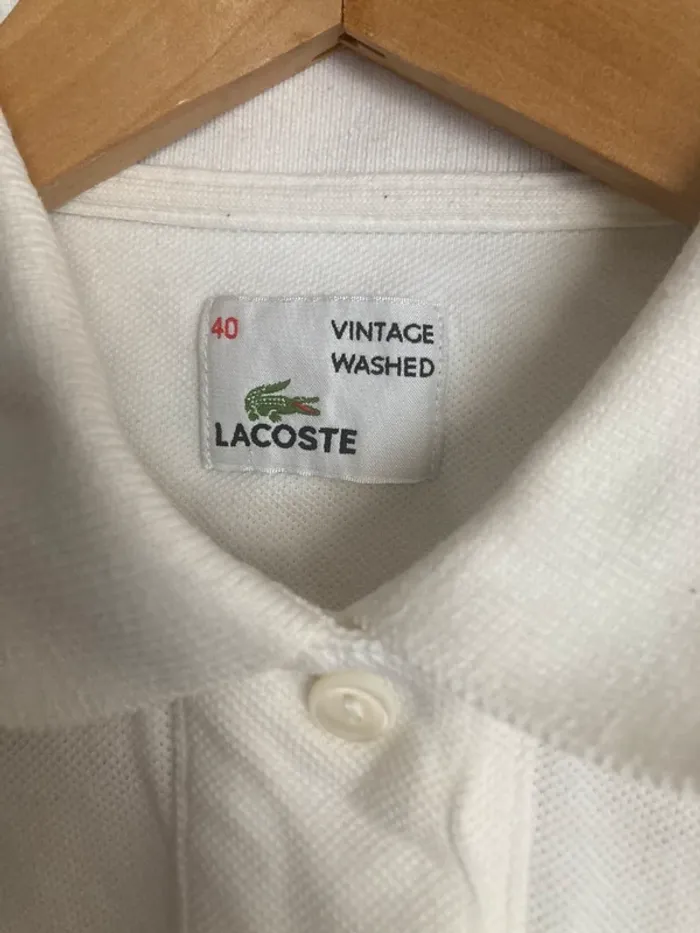 40
VINTAGE
WASHED
LACOSTE